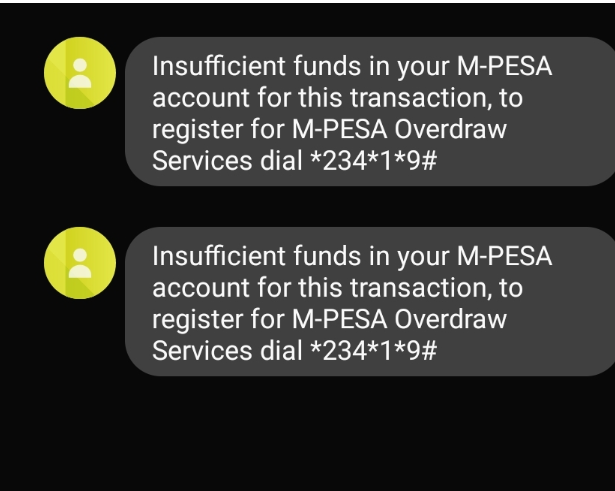 Insufficient funds in your M-PESA
account for this transaction, to
register for M-PESA Overdraw
Services dial *234*1*9#
Insufficient funds in your M-PESA
account for this transaction, to
register for M-PESA Overdraw
Services dial *234*1*9#